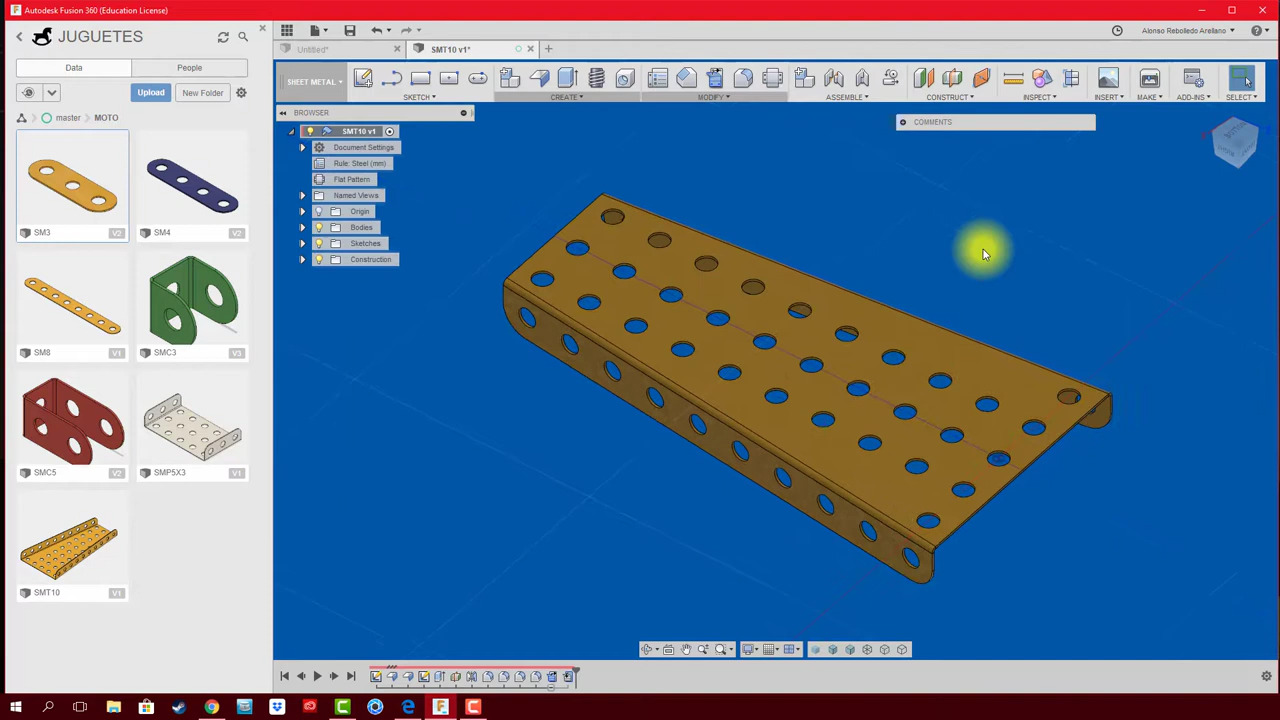 Autodesk Fusion 360 (Education License)
JUGUETES
Data
People
Upload
New Folder
master
MOTO
SM3
V2
SM4
V2
SM8
V1
SMC3
V3
SMC5
V2
SMP5X3
V1
SMT10
V1
Untitled*
SMT10 v1*
Alonso Rebolledo Arellano
SHEET METAL
SKETCH
CREATE
MODIFY
ASSEMBLE
CONSTRUCT
INSPECT
INSERT
MAKE
ADD-INS
SELECT
BROWSER
COMMENTS
SMT10 v1
Document Settings
Rule: Steel (mm)
Flat Pattern
Named Views
Origin
Bodies
Sketches
Construction